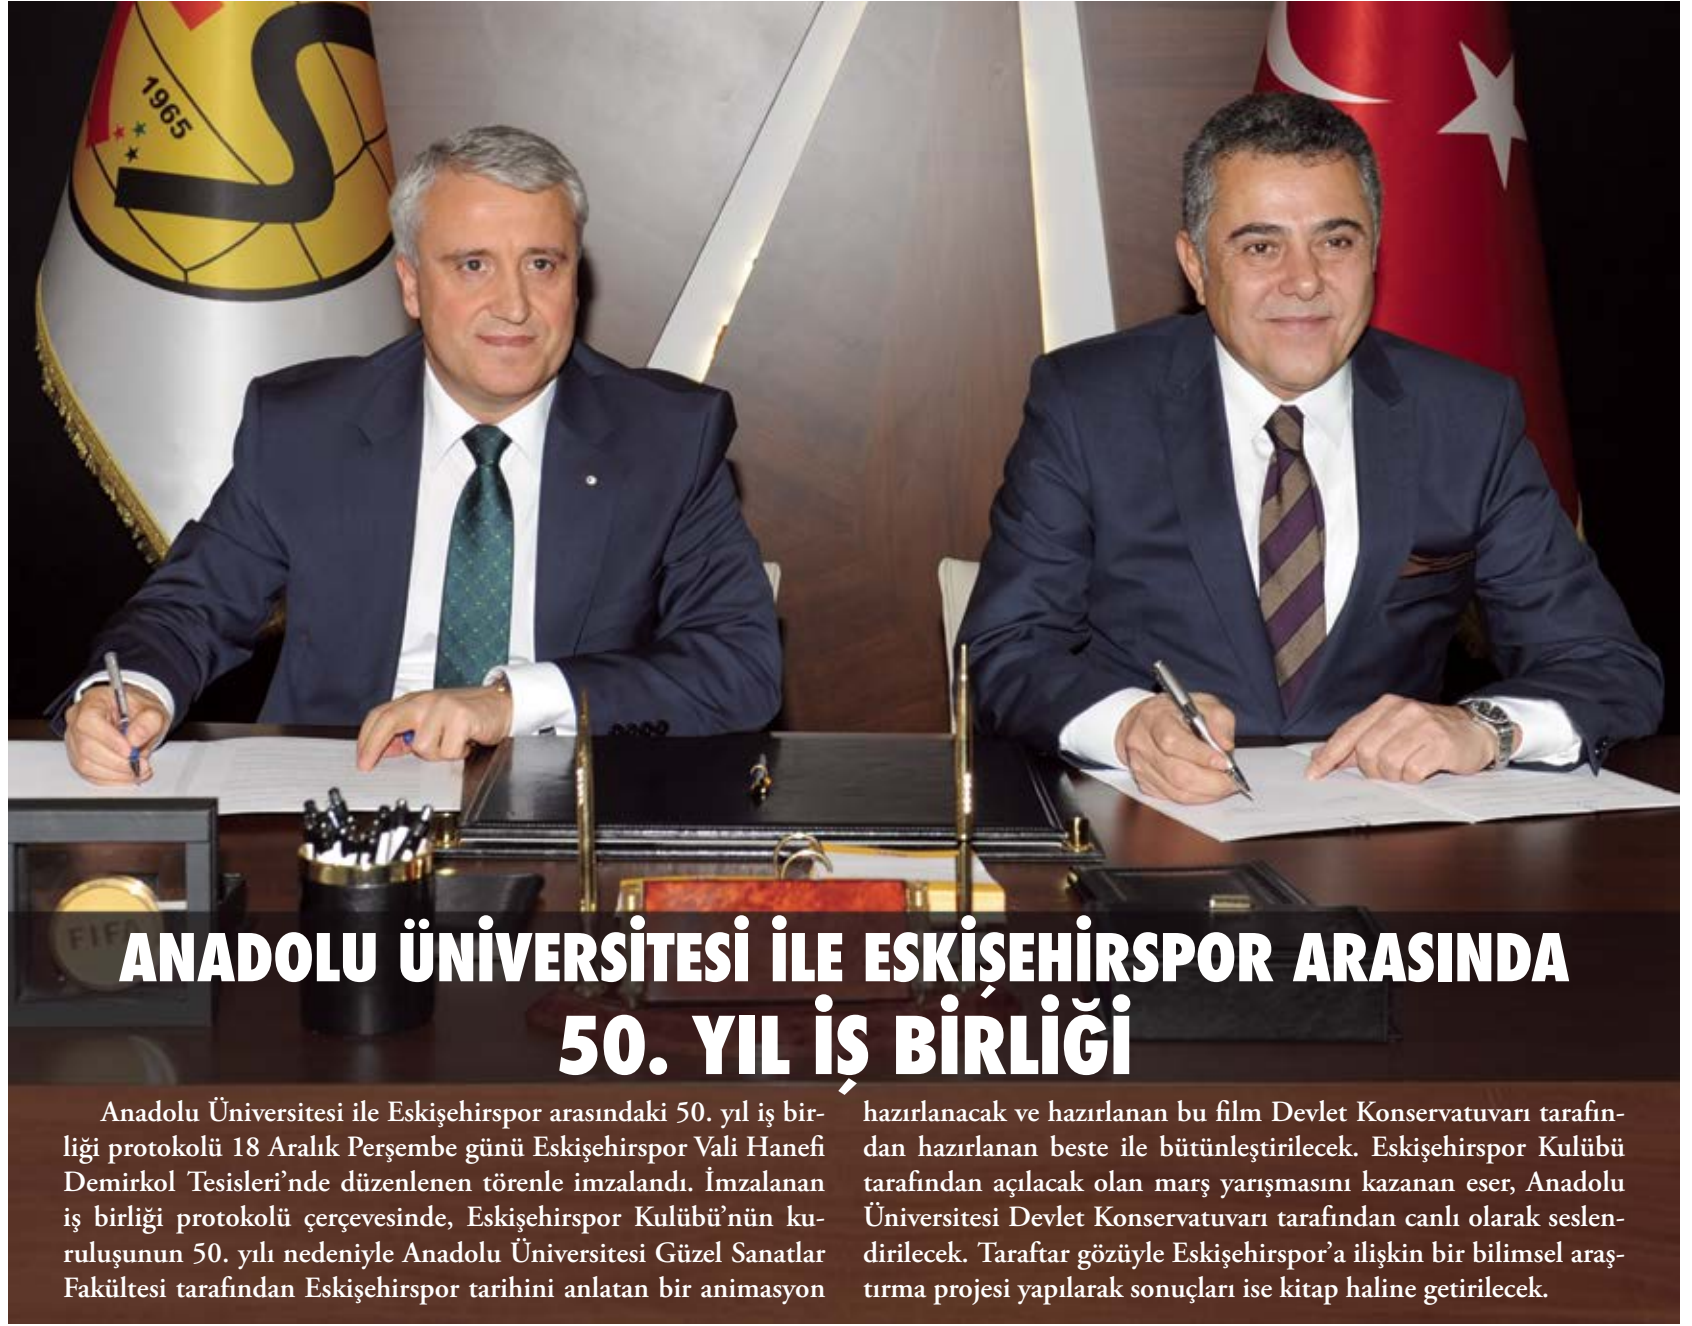 1965
FIFA
ANADOLU ÜNİVERSİTESİ İLE ESKİŞEHİRSPOR ARASINDA
50. YIL İŞ BİRLİĞİ
Anadolu Üniversitesi ile Eskişehirspor arasındaki 50. yıl iş bir-
liği protokolü 18 Aralık Perşembe günü Eskişehirspor Vali Hanefi
Demirkol Tesisleri’nde düzenlenen törenle imzalandı. İmzalanan
iş birliği protokolü çerçevesinde, Eskişehirspor Kulübü’nün ku-
ruluşunun 50. yılı nedeniyle Anadolu Üniversitesi Güzel Sanatlar
Fakültesi tarafından Eskişehirspor tarihini anlatan bir animasyon
hazırlanacak ve hazırlanan bu film Devlet Konservatuvarı tarafın-
dan hazırlanan beste ile bütünleştirilecek. Eskişehirspor Kulübü
tarafından açılacak olan marş yarışmasını kazanan eser, Anadolu
Üniversitesi Devlet Konservatuvarı tarafından canlı olarak seslen-
dirilecek. Taraftar gözüyle Eskişehirspor’a ilişkin bir bilimsel araş-
tırma projesi yapılarak sonuçları ise kitap haline getirilecek.